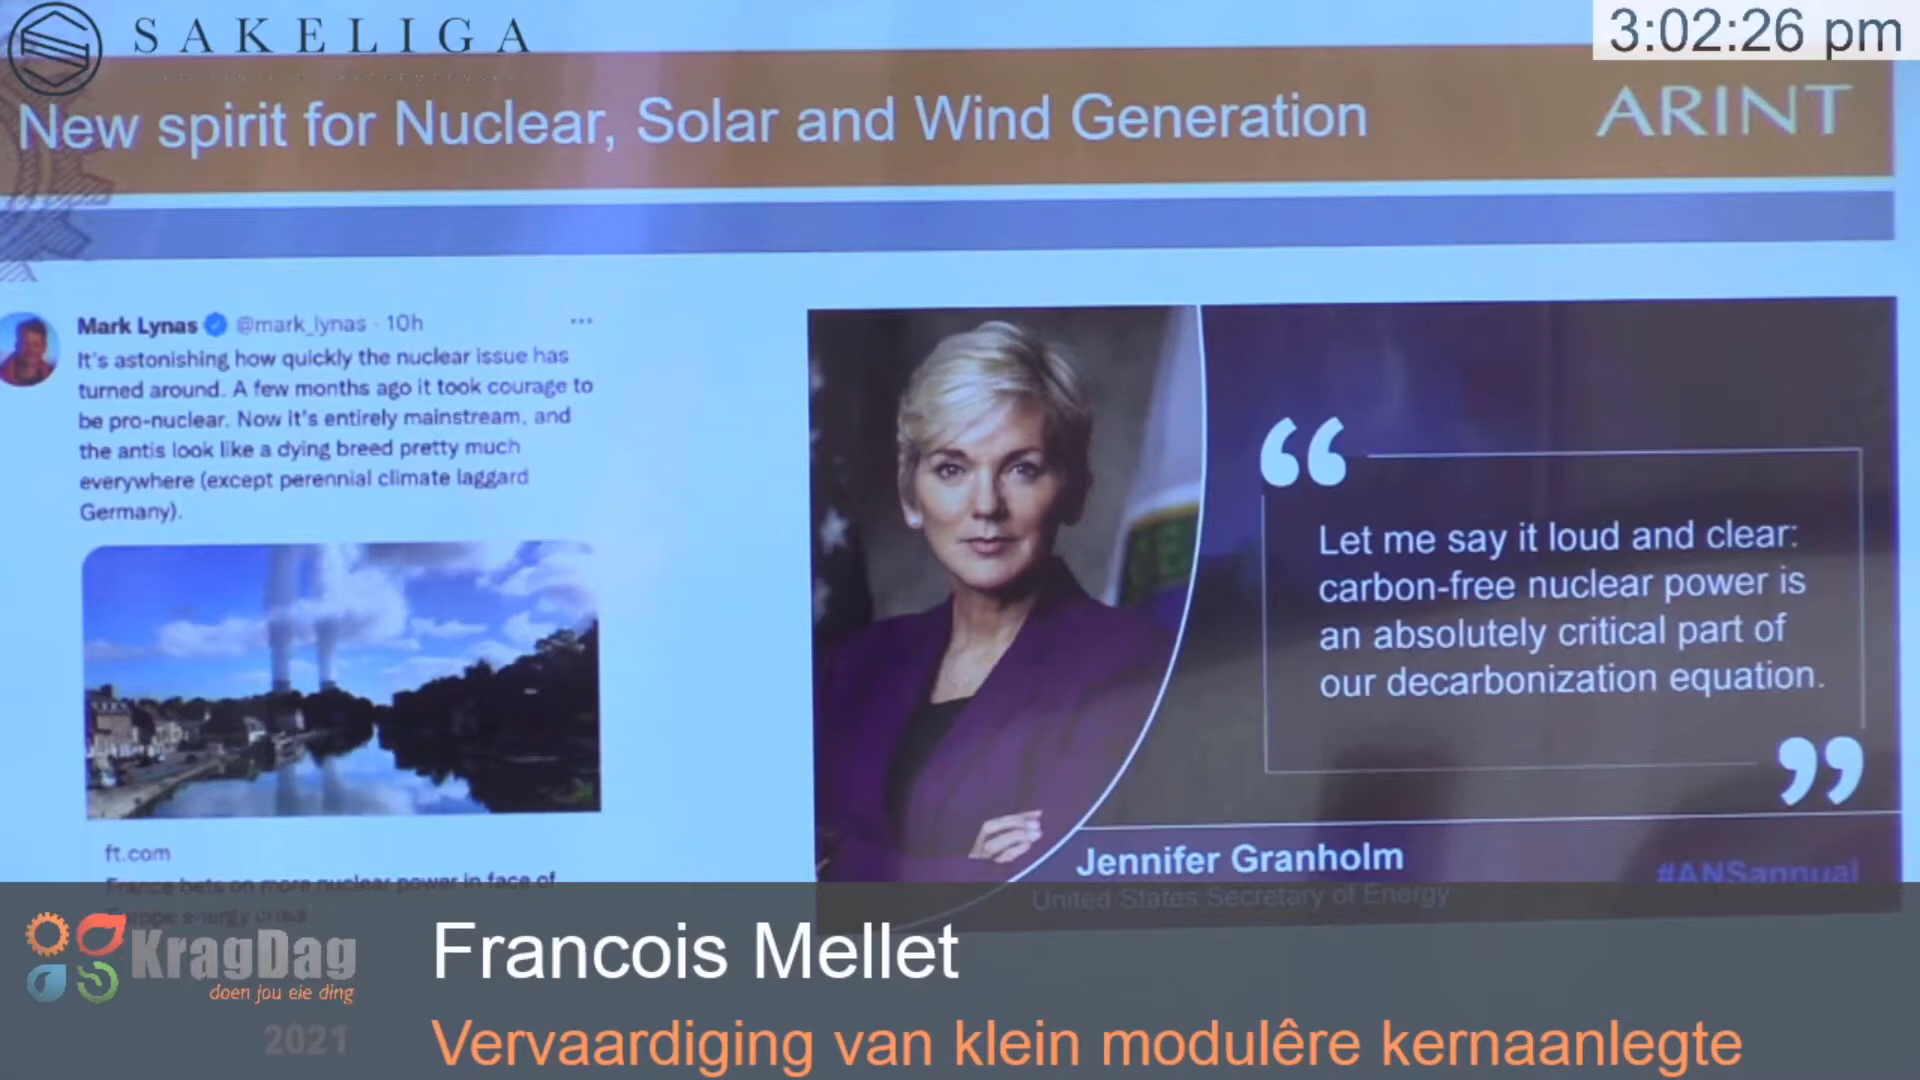 SAKELIGA
3:02:26 pm
New spirit for Nuclear, Solar and Wind Generation
ARINT
Mark Lynas @mark_lynas · 10h
It's astonishing how quickly the nuclear issue has
turned around. A few months ago it took courage to
be pro-nuclear. Now it's entirely mainstream, and
the antis look like a dying breed pretty much
everywhere (except perennial climate laggard
Germany).
ft.com
France bets on more nuclear power in face of
Europe energy crisis
“
Let me say it loud and clear:
carbon-free nuclear power is
an absolutely critical part of
our decarbonization equation.
”
Jennifer Granholm
United States Secretary of Energy
#ANSannual
KragDag
doen jou eie ding
2021
Francois Mellet
Vervaardiging van klein modulêre kernaanlegte